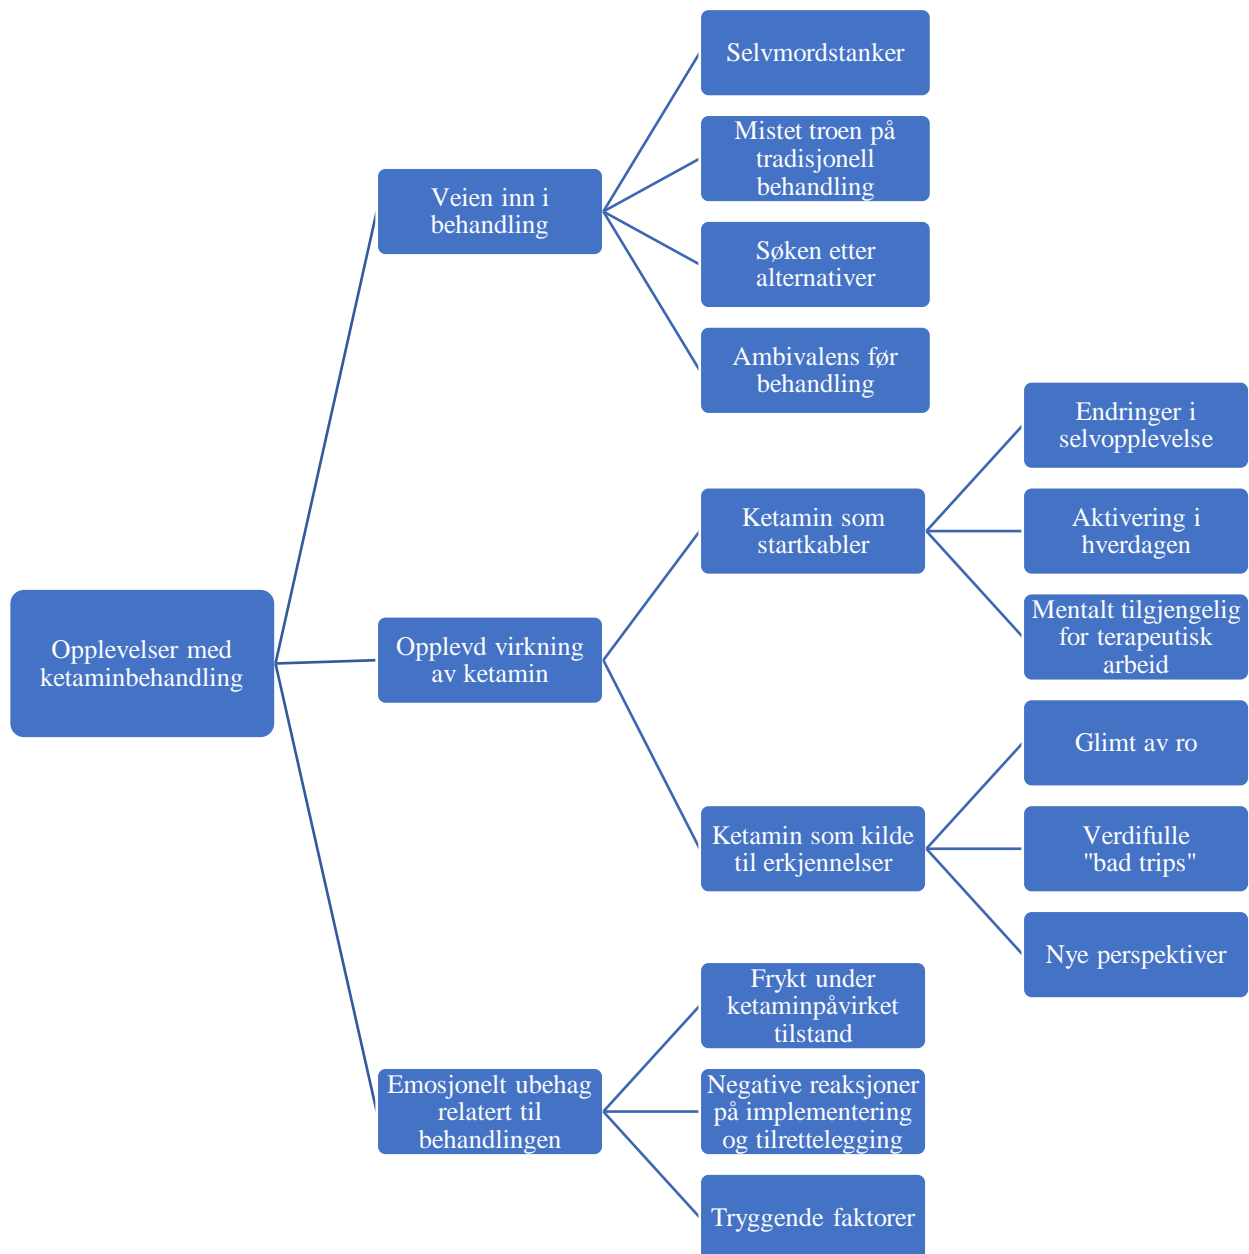 Opplevelser med
ketaminbehandling
Veien inn i
behandling
Selvmordstanker
Mistet troen på
tradisjonell
behandling
Søken etter
alternativer
Ambivalens før
behandling
Opplevd virkning
av ketamin
Ketamin som
startkabler
Endringer i
selvopplevelse
Aktivering i
hverdagen
Mentalt tilgjengelig
for terapeutisk
arbeid
Ketamin som kilde
til erkjennelser
Glimt av ro
Verdifulle
"bad trips"
Nye perspektiver
Emosjonelt ubehag
relatert til
behandlingen
Frykt under
ketaminpåvirket
tilstand
Negative reaksjoner
på implementering
og tilrettelegging
Tryggende faktorer